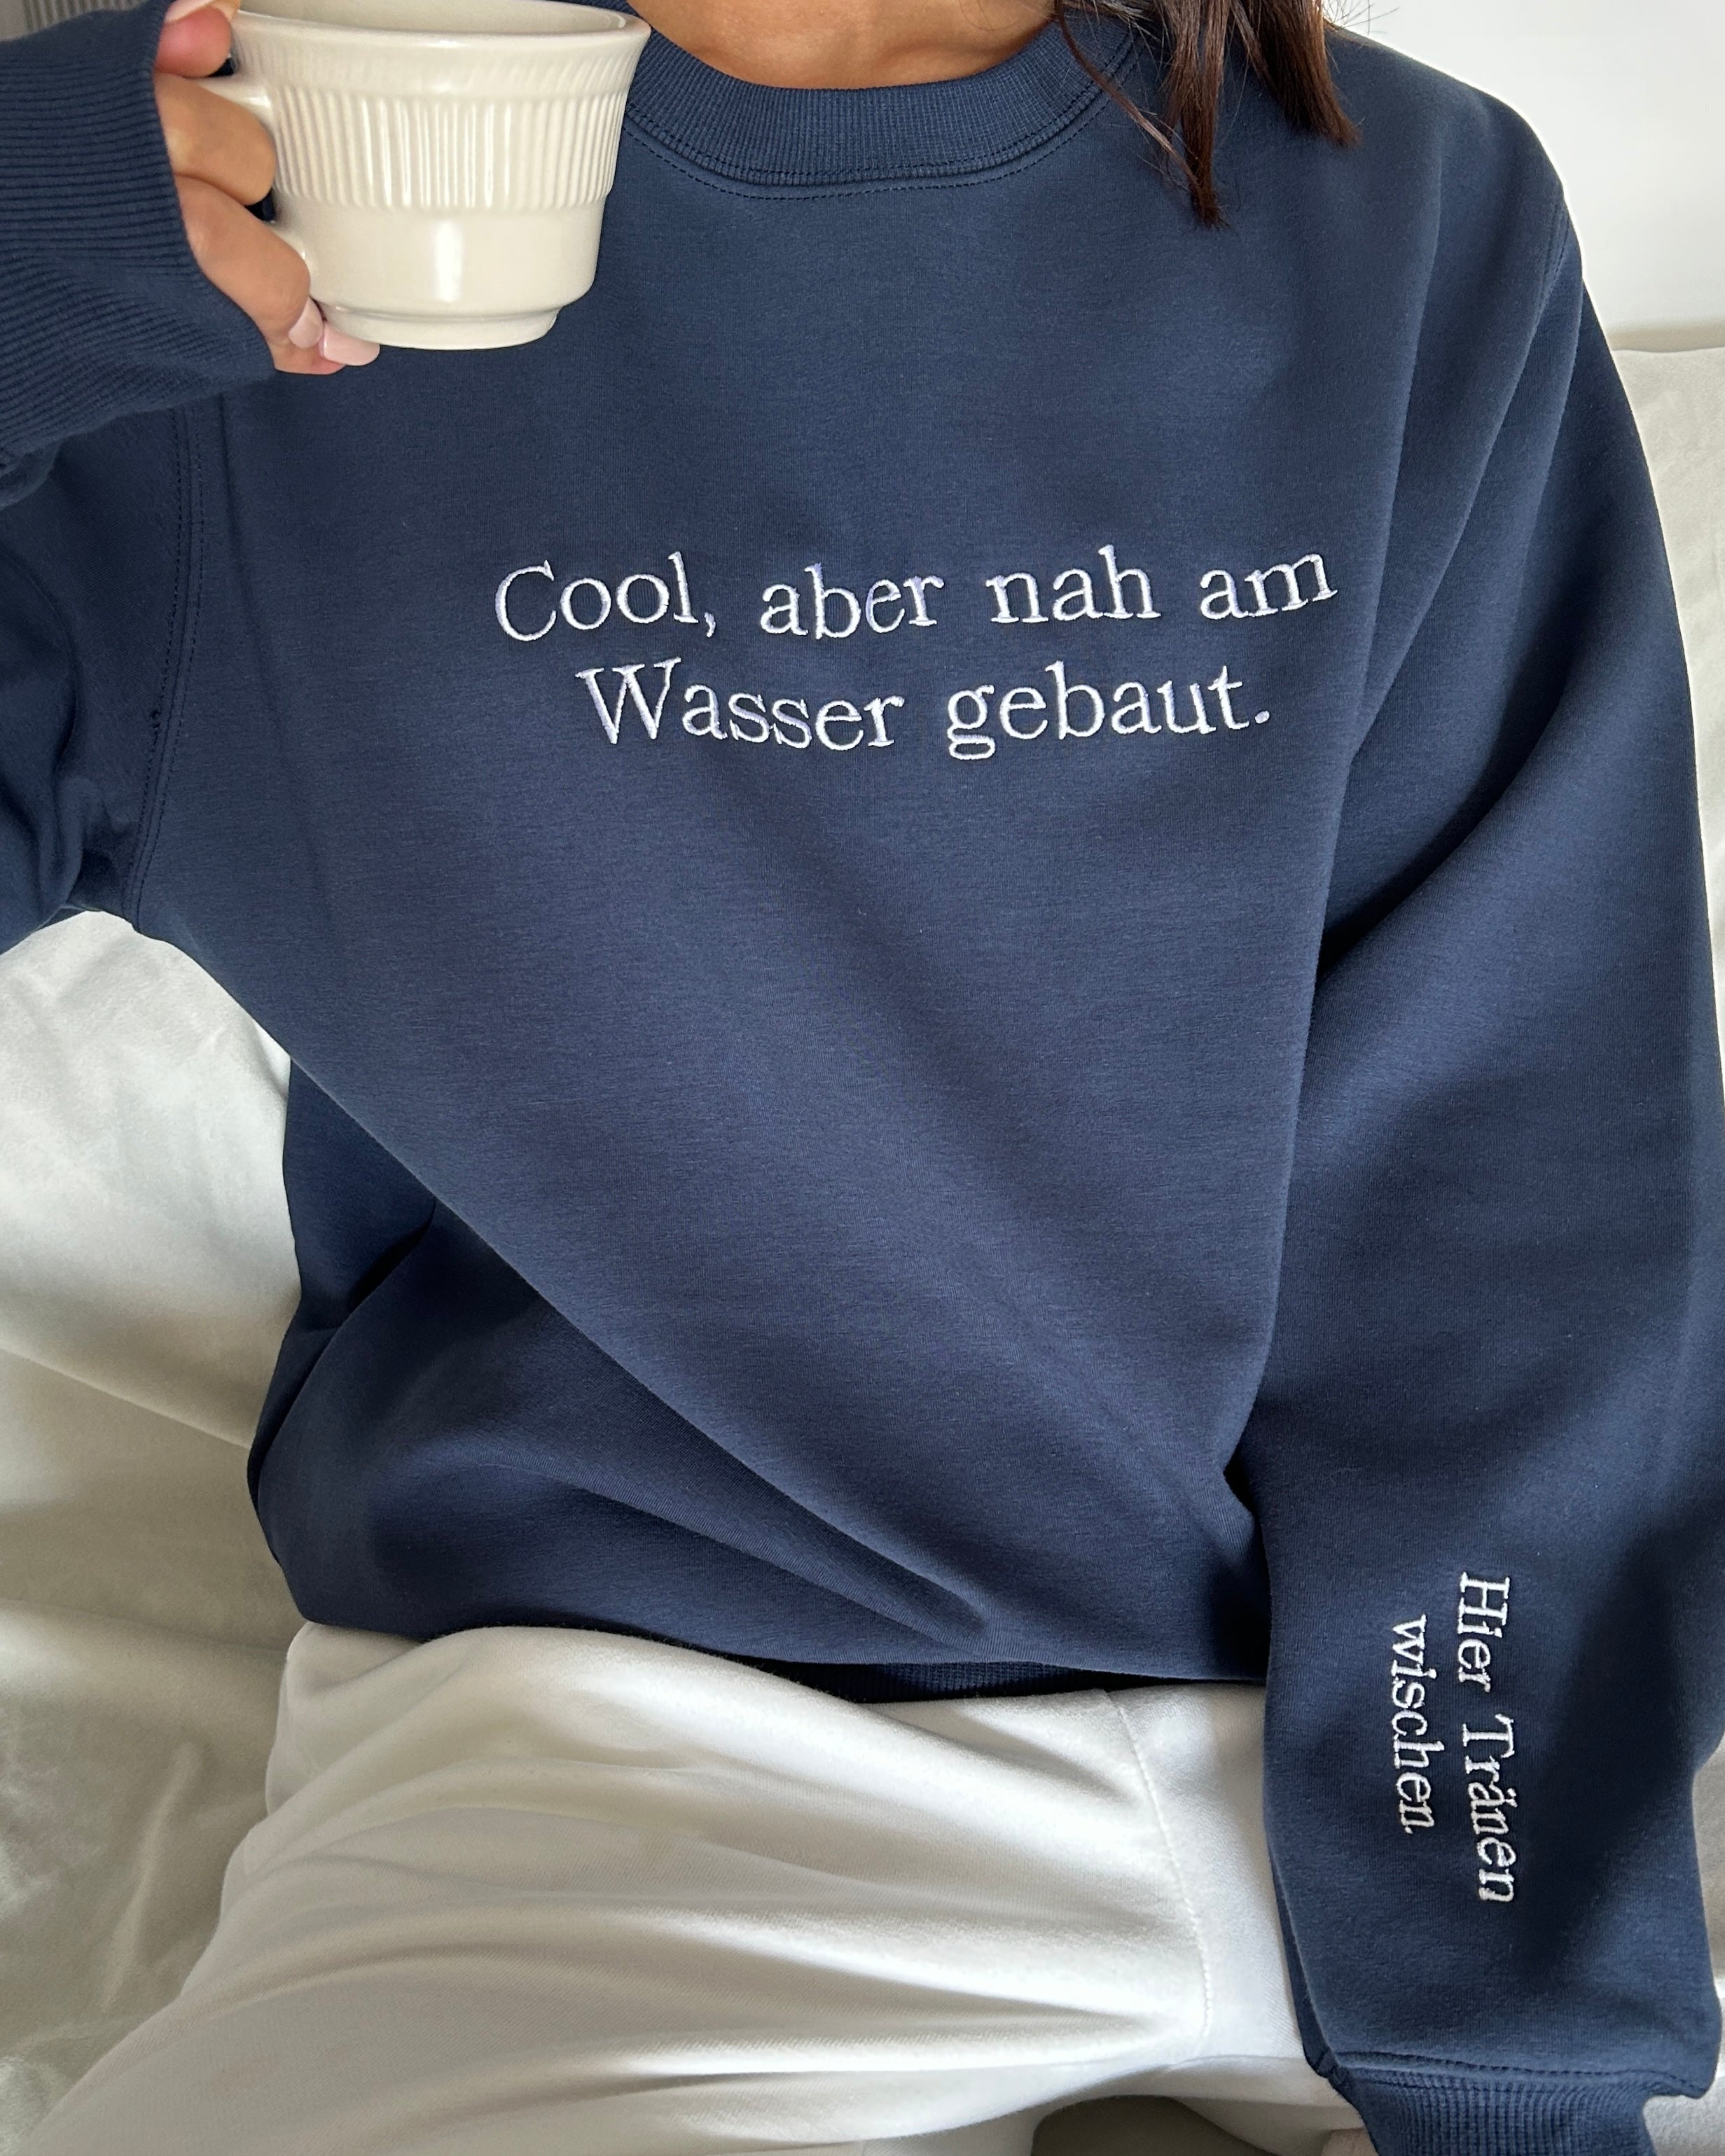 Cool, aber nah am
Wasser gebaut.
Hier Tränen
wischen